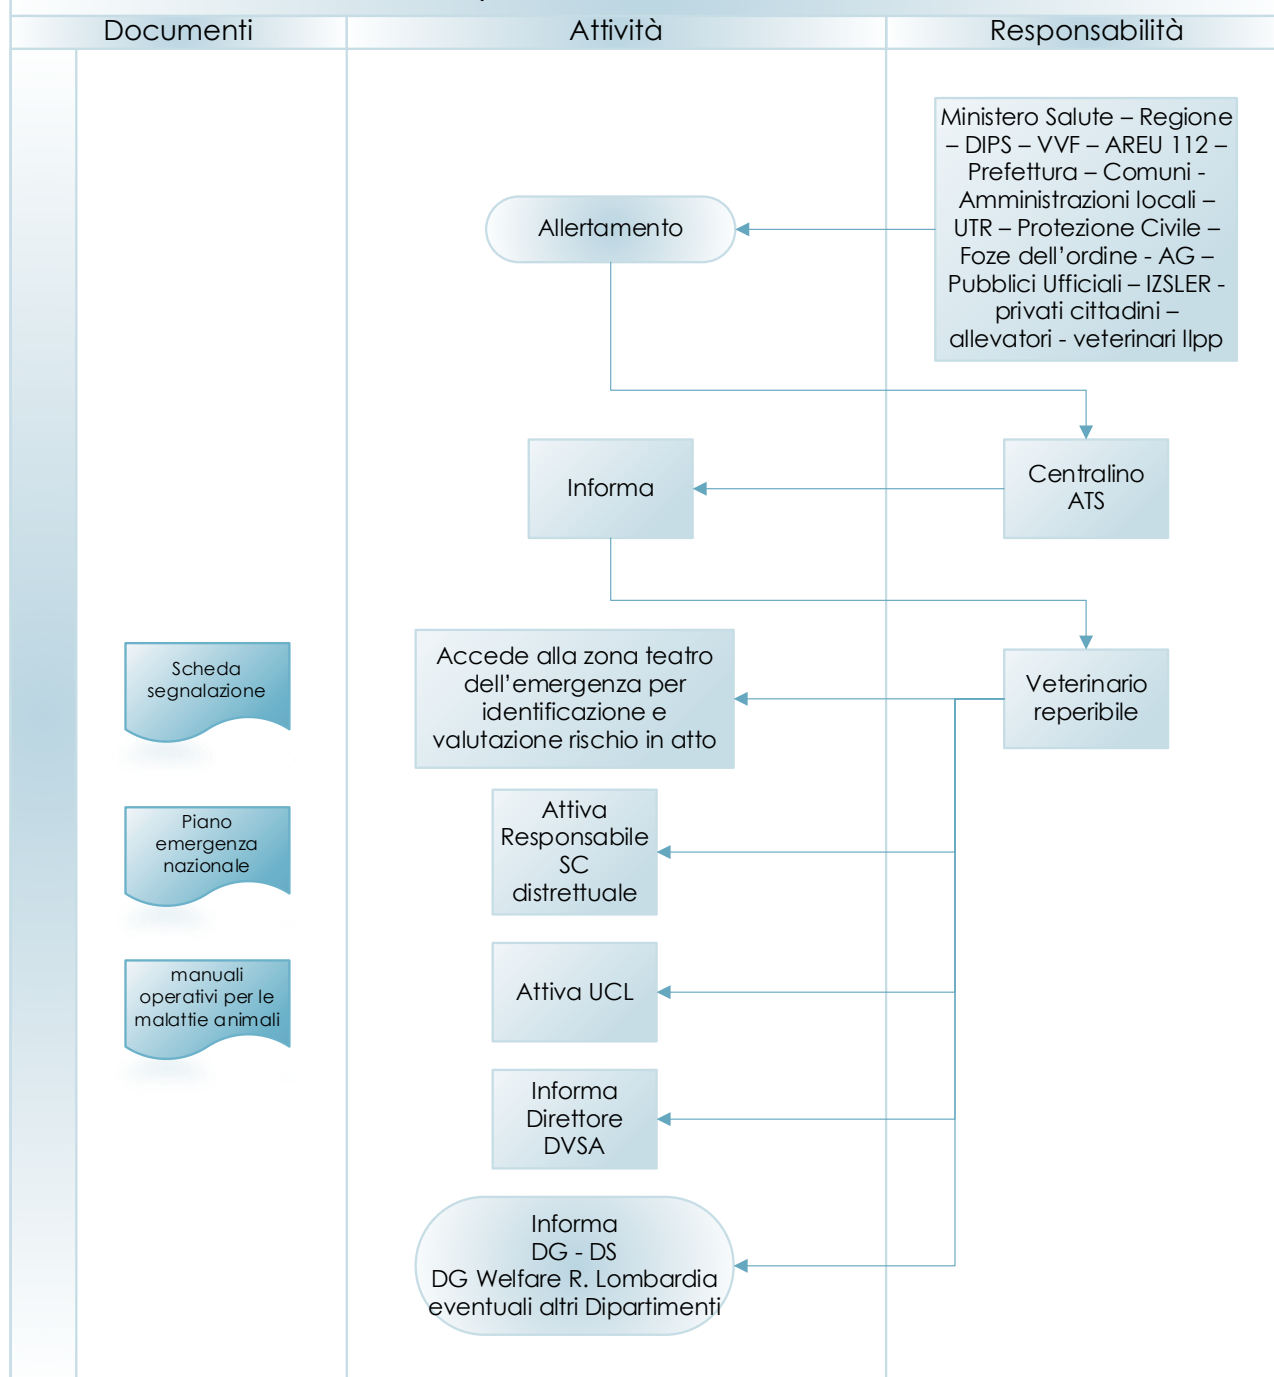 Documenti
Attività
Responsabilità
Ministero Salute – Regione
– DIPS – VVF – AREU 112 –
Prefettura – Comuni -
Amministrazioni locali –
UTR – Protezione Civile –
Foze dell'ordine - AG –
Pubblici Ufficiali – IZSLER -
privati cittadini –
allevatori - veterinari llpp
Allertamento
Centralino
ATS
Informa
Veterinario
reperibile
Accede alla zona teatro
dell'emergenza per
identificazione e
valutazione rischio in atto
Scheda
segnalazione
Attiva
Responsabile
SC
distrettuale
Piano
emergenza
nazionale
Attiva UCL
manuali
operativi per le
malattie animali
Informa
Direttore
DVSA
Informa
DG - DS
DG Welfare R. Lombardia
eventuali altri Dipartimenti